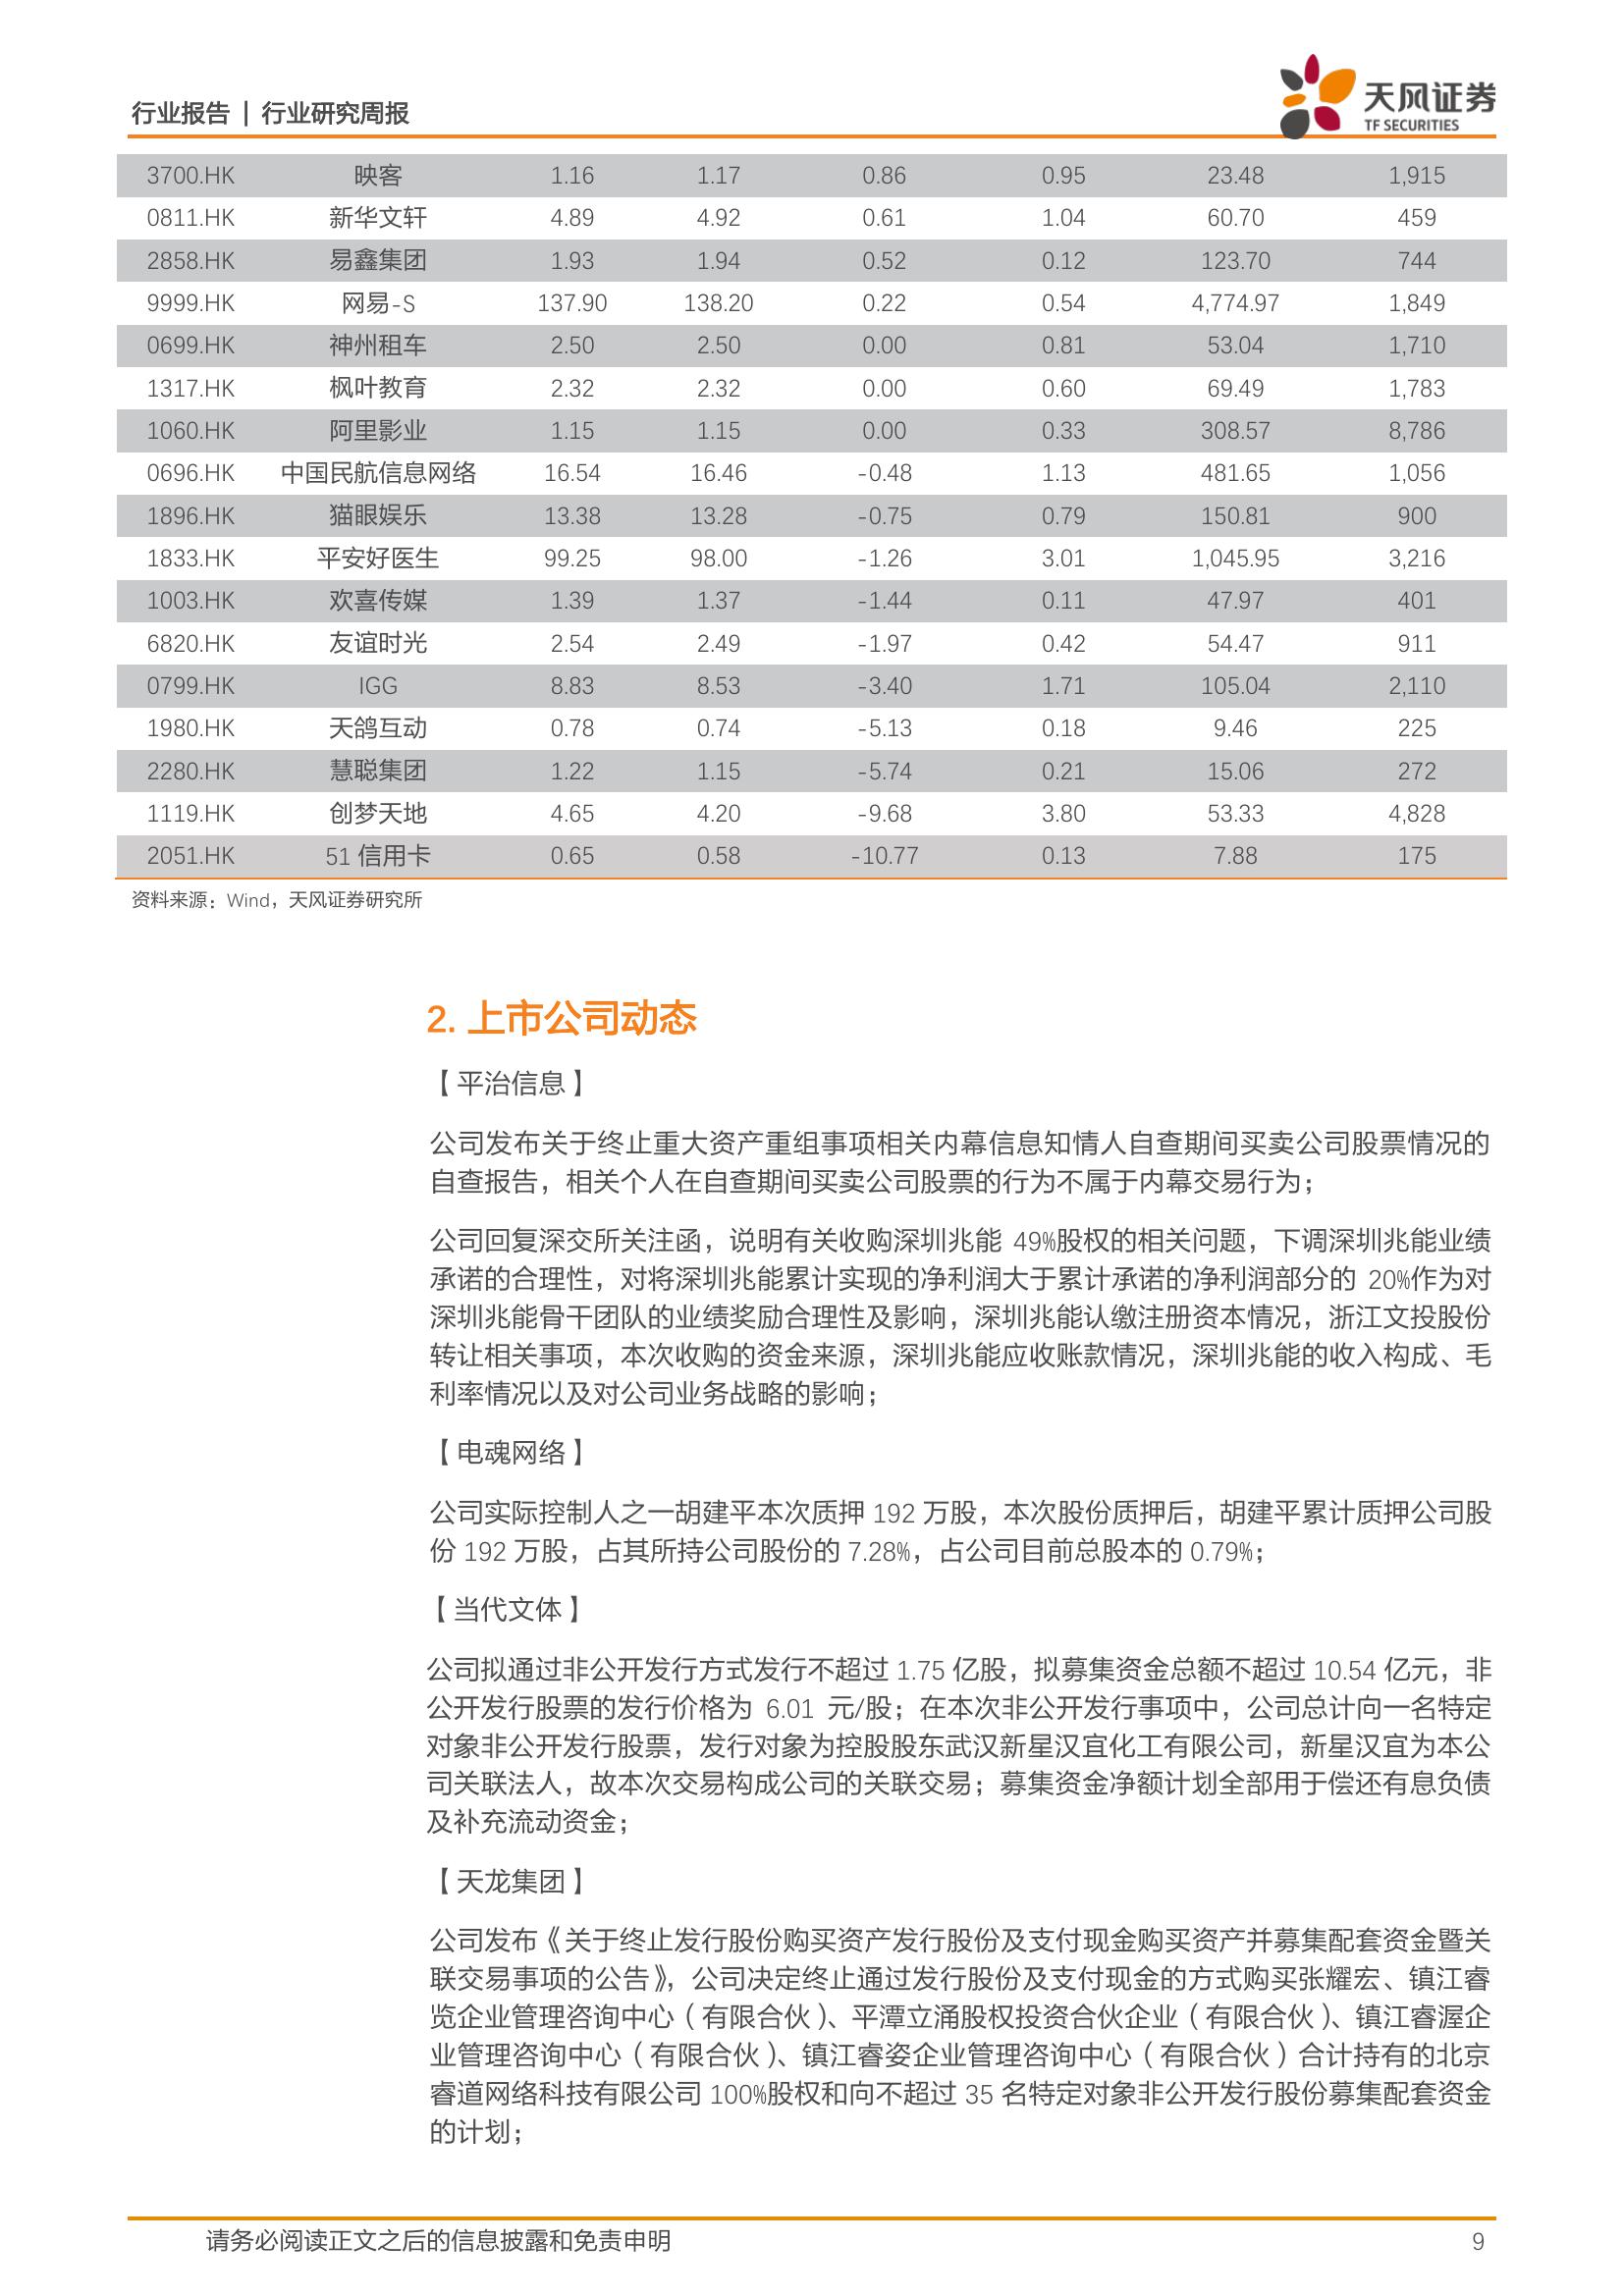 行业报告 | 行业研究周报
天风证券
TF SECURITIES
3700.HK 映客 1.16 1.17 0.86 0.95 23.48 1,915
0811.HK 新华文轩 4.89 4.92 0.61 1.04 60.70 459
2858.HK 易鑫集团 1.93 1.94 0.52 0.12 123.70 744
9999.HK 网易-S 137.90 138.20 0.22 0.54 4,774.97 1,849
0699.HK 神州租车 2.50 2.50 0.00 0.81 53.04 1,710
1317.HK 枫叶教育 2.32 2.32 0.00 0.60 69.49 1,783
1060.HK 阿里影业 1.15 1.15 0.00 0.33 308.57 8,786
0696.HK 中国民航信息网络 16.54 16.46 -0.48 1.13 481.65 1,056
1896.HK 猫眼娱乐 13.38 13.28 -0.75 0.79 150.81 900
1833.HK 平安好医生 99.25 98.00 -1.26 3.01 1,045.95 3,216
1003.HK 欢喜传媒 1.39 1.37 -1.44 0.11 47.97 401
6820.HK 友谊时光 2.54 2.49 -1.97 0.42 54.47 911
0799.HK IGG 8.83 8.53 -3.40 1.71 105.04 2,110
1980.HK 天鸽互动 0.78 0.74 -5.13 0.18 9.46 225
2280.HK 慧聪集团 1.22 1.15 -5.74 0.21 15.06 272
1119.HK 创梦天地 4.65 4.20 -9.68 3.80 53.33 4,828
2051.HK 51 信用卡 0.65 0.58 -10.77 0.13 7.88 175
资料来源：Wind，天风证券研究所
2. 上市公司动态
【平治信息】
公司发布关于终止重大资产重组事项相关内幕信息知情人自查期间买卖公司股票情况的
自查报告，相关个人在自查期间买卖公司股票的行为不属于内幕交易行为；
公司回复深交所关注函，说明有关收购深圳兆能 49%股权的相关问题，下调深圳兆能业绩
承诺的合理性，对将深圳兆能累计实现的净利润大于累计承诺的净利润部分的 20%作为对
深圳兆能骨干团队的业绩奖励合理性及影响，深圳兆能认缴注册资本情况，浙江文投股份
转让相关事项，本次收购的资金来源，深圳兆能应收账款情况，深圳兆能的收入构成、毛
利率情况以及对公司业务战略的影响；
【电魂网络】
公司实际控制人之一胡建平本次质押 192 万股，本次股份质押后，胡建平累计质押公司股
份 192 万股，占其所持公司股份的 7.28%，占公司目前总股本的 0.79%；
【当代文体】
公司拟通过非公开发行方式发行不超过 1.75 亿股，拟募集资金总额不超过 10.54 亿元，非
公开发行股票的发行价格为 6.01 元/股；在本次非公开发行事项中，公司总计向一名特定
对象非公开发行股票，发行对象为控股股东武汉新星汉宜化工有限公司，新星汉宜为本公
司关联法人，故本次交易构成公司的关联交易；募集资金净额计划全部用于偿还有息负债
及补充流动资金；
【天龙集团】
公司发布《关于终止发行股份购买资产发行股份及支付现金购买资产并募集配套资金暨关
联交易事项的公告》，公司决定终止通过发行股份及支付现金的方式购买张耀宏、镇江睿
览企业管理咨询中心（有限合伙）、平潭立涌股权投资合伙企业（有限合伙）、镇江睿渥企
业管理咨询中心（有限合伙）、镇江睿姿企业管理咨询中心（有限合伙）合计持有的北京
睿道网络科技有限公司 100%股权和向不超过 35 名特定对象非公开发行股份募集配套资金
的计划；
请务必阅读正文之后的信息披露和免责申明 9